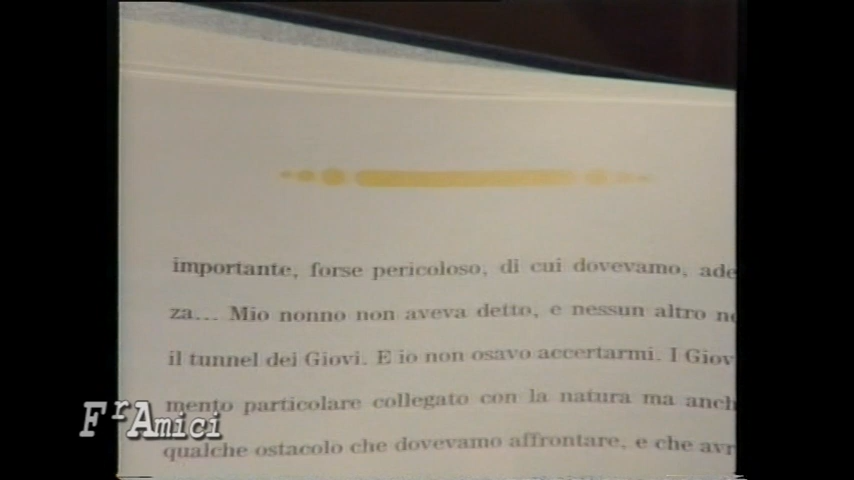 importante, forse pericoloso, di cui dovevamo, ade
za... Mio nonno non aveva detto, e nessun altro ne
il tunnel dei Giovi. E io non osavo accertarmi. I Giov
mento particolare collegato con la natura ma anch
qualche ostacolo che dovevamo affrontare, e che avr
FrAmici